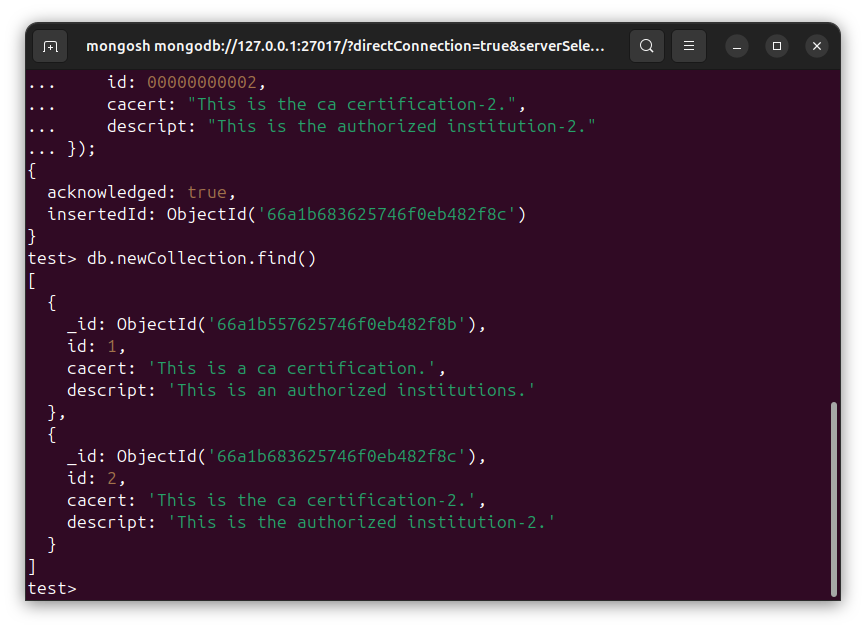 mongosh mongodb://127.0.0.1:27017/?directConnection=true&serverSele...
...     id: 00000000002,
...     cacert: "This is the ca certification-2.",
...     descript: "This is the authorized institution-2."
... });
{
  acknowledged: true,
  insertedId: ObjectId('66a1b683625746f0eb482f8c')
}
test> db.newCollection.find()
[
  {
    _id: ObjectId('66a1b557625746f0eb482f8b'),
    id: 1,
    cacert: 'This is a ca certification.',
    descript: 'This is an authorized institutions.'
  },
  {
    _id: ObjectId('66a1b683625746f0eb482f8c'),
    id: 2,
    cacert: 'This is the ca certification-2.',
    descript: 'This is the authorized institution-2.'
  }
]
test>